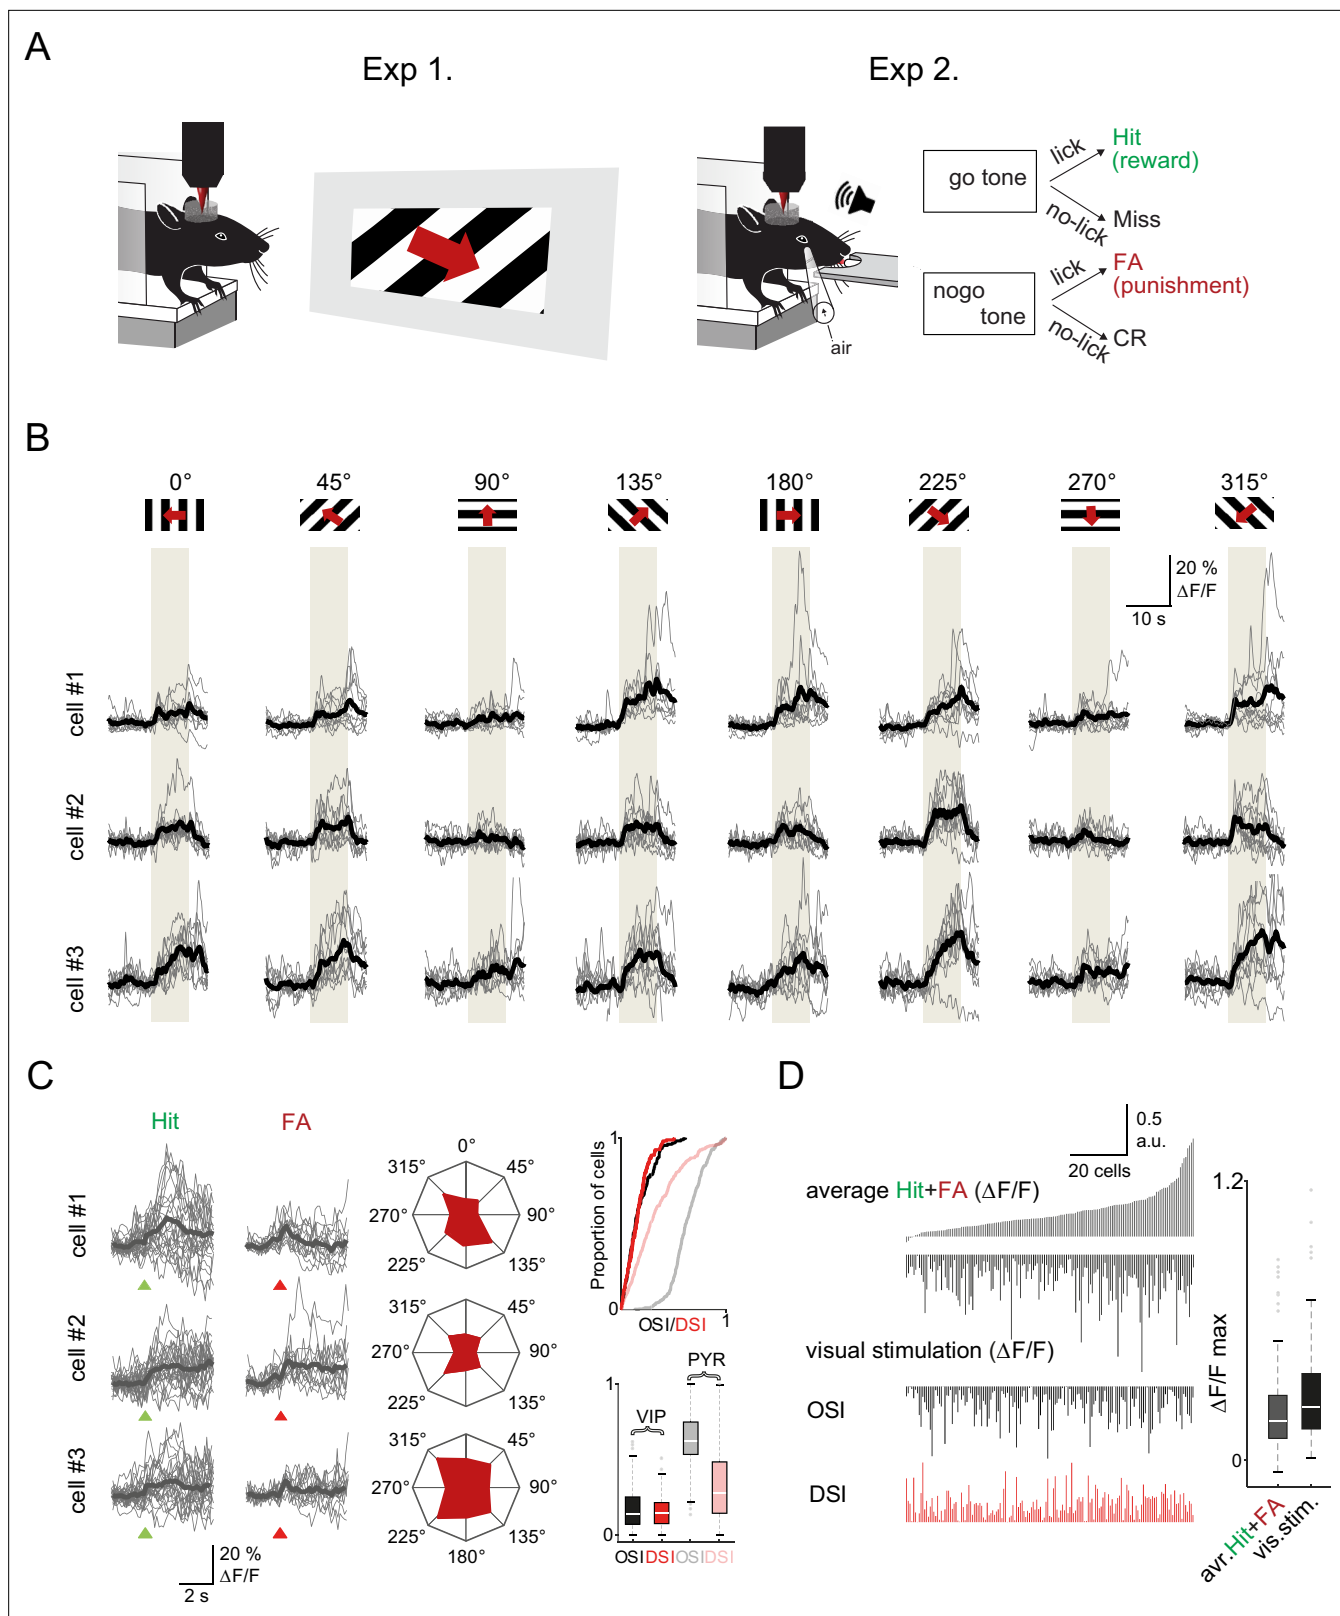 A
Exp 1.
Exp 2.
go tone
lick
Hit
(reward)
no-lick
Miss
nogo
tone
lick
FA
(punishment)
no-lick
CR
air
B
0°
45°
90°
135°
180°
225°
270°
315°
20 %
ΔF/F
10 s
cell #1
cell #2
cell #3
C
Hit
FA
cell #1
cell #2
cell #3
20 %
ΔF/F
2 s
0°
315°
45°
270°
90°
225°
135°
315°
45°
270°
90°
225°
135°
315°
45°
270°
90°
225°
135°
180°
1
Proportion of cells
0
OSI/DSI
1
PYR
1
VIP
0
OSI DSI OSI DSI
D
0.5
a.u.
20 cells
average Hit+FA (ΔF/F)
visual stimulation (ΔF/F)
OSI
DSI
1.2
ΔF/F max
0
avr.Hit+FA
vis.stim.